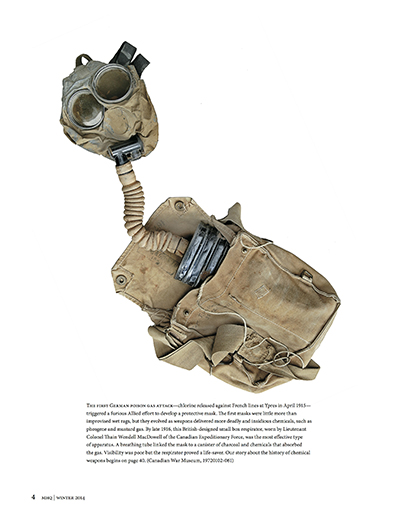 The first German poison gas attack—chlorine released against French lines at Ypres in April 1915—
triggered a furious Allied effort to develop a protective mask. The first masks were little more than
improvised wet rags, but they evolved as weapons delivered more deadly and insidious chemicals, such as
phosgene and mustard gas. By late 1916, this British-designed small box respirator, worn by Lieutenant
Colonel Thain Wendell MacDowell of the Canadian Expeditionary Force, was the most effective type
of apparatus. A breathing tube linked the mask to a canister of charcoal and chemicals that absorbed
the gas. Visibility was poor but the respirator proved a life-saver. Our story about the history of chemical
weapons begins on page 40. (Canadian War Museum, 19720102-061)
4 MHQ | WINTER 2014